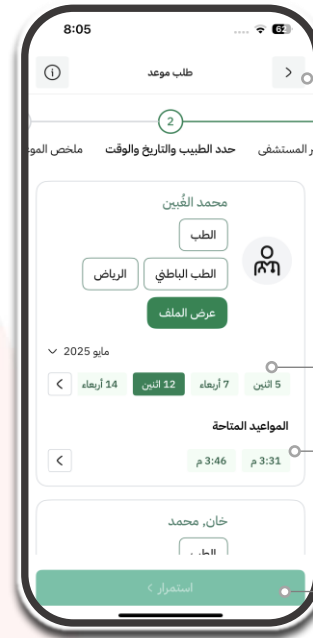 8:05 62
طلب موعد
2
ر المستشفى حدد الطبيب والتاريخ والوقت ملخص المو
محمد الغُبين
الطب
الطب الباطني الرياض
عرض الملف
مايو 2025
5 اثنين 7 أربعاء 12 اثنين 14 أربعاء
المواعيد المتاحة
3:31 م 3:46 م
خان, محمد
الطب
استمرار